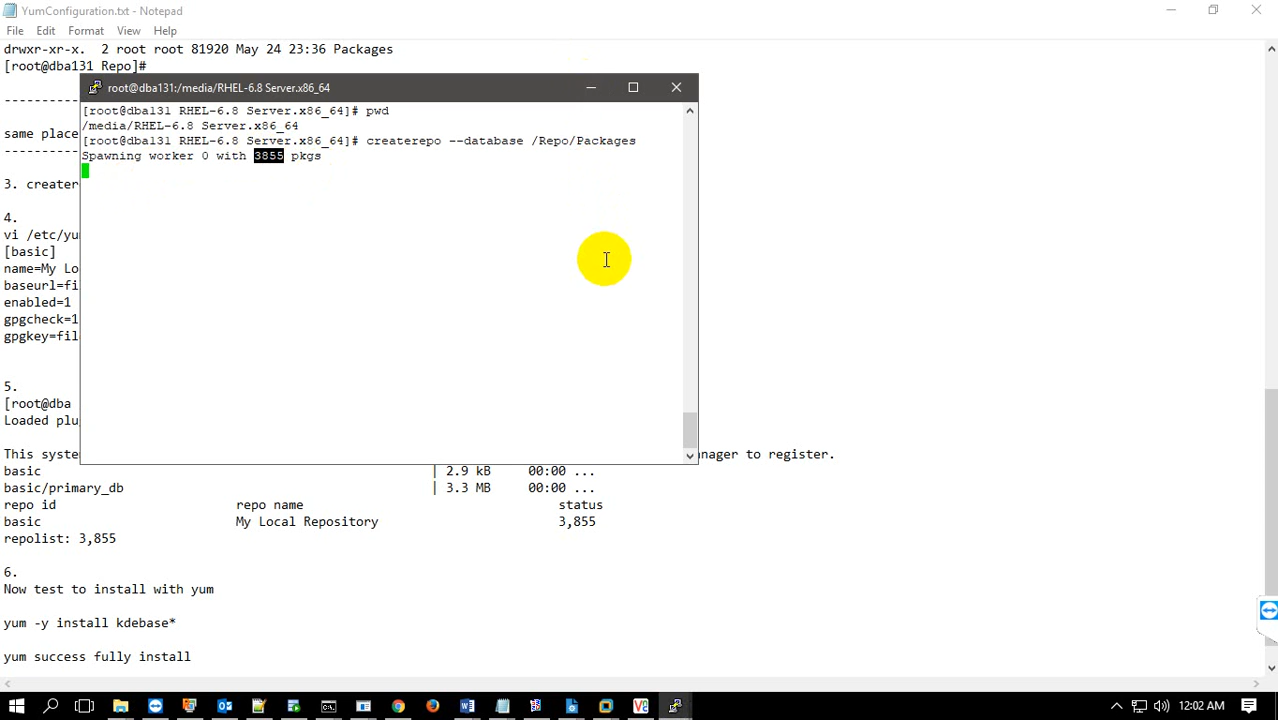 YumConfiguration.txt - Notepad
File Edit Format View Help
drwxr-xr-x. 2 root root 81920 May 24 23:36 Packages
[root@dba131 Repo]#
root@dba131:/media/RHEL-6.8 Server.x86_64
[root@dba131 RHEL-6.8 Server.x86_64]# pwd
/media/RHEL-6.8 Server.x86_64
[root@dba131 RHEL-6.8 Server.x86_64]# createrepo --database /Repo/Packages
Spawning worker 0 with 3855 pkgs
----------
same place
----------
3. creater
4.
vi /etc/yu
[basic]
name=My Lo
baseurl=fi
enabled=1
gpgcheck=1
gpgkey=fil
5.
[root@dba
Loaded plu
This system nager to register.
basic | 2.9 kB 00:00 ...
basic/primary_db | 3.3 MB 00:00 ...
repo id repo name status
basic My Local Repository 3,855
repolist: 3,855
6.
Now test to install with yum
yum -y install kdebase*
yum success fully install
12:02 AM